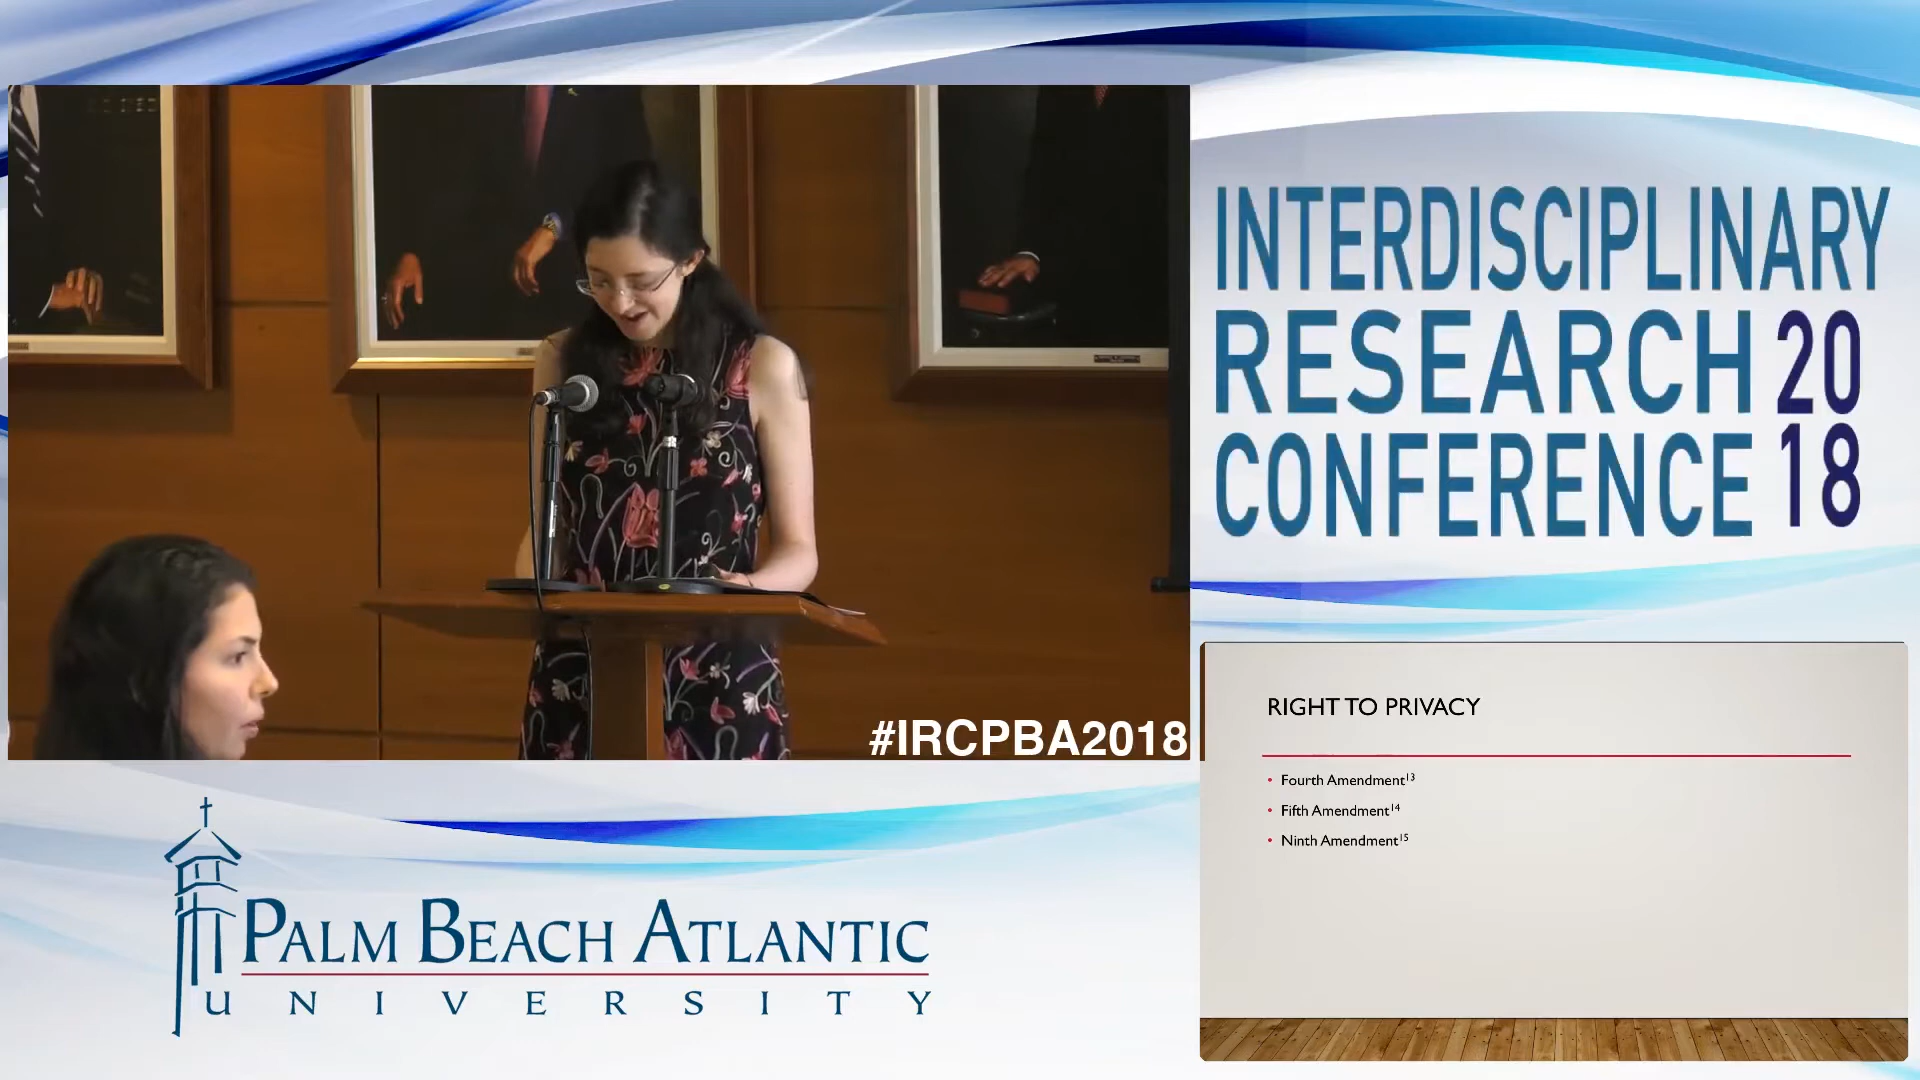 INTERDISCIPLINARY
RESEARCH 20
CONFERENCE 18
#IRCPBA2018
RIGHT TO PRIVACY
• Fourth Amendment¹³
• Fifth Amendment¹⁴
• Ninth Amendment¹⁵
PALM BEACH ATLANTIC
UNIVERSITY